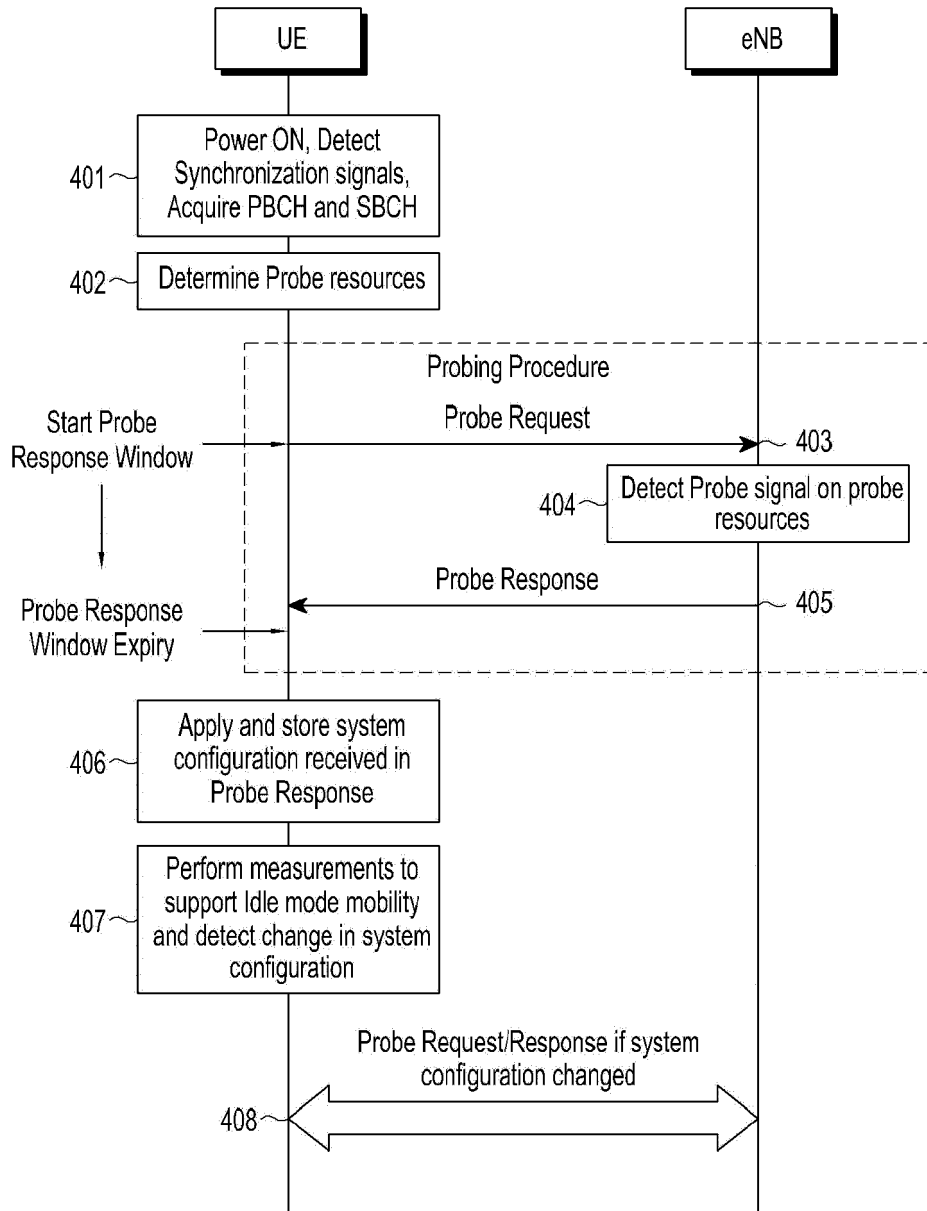 UE
eNB
Power ON, Detect
Synchronization signals,
Acquire PBCH and SBCH
401
Determine Probe resources
402
Probing Procedure
Start Probe
Response Window
Probe Request
403
Detect Probe signal on probe
resources
404
Probe Response
405
Probe Response
Window Expiry
Apply and store system
configuration received in
Probe Response
406
Perform measurements to
support Idle mode mobility
and detect change in system
configuration
407
Probe Request/Response if system
configuration changed
408